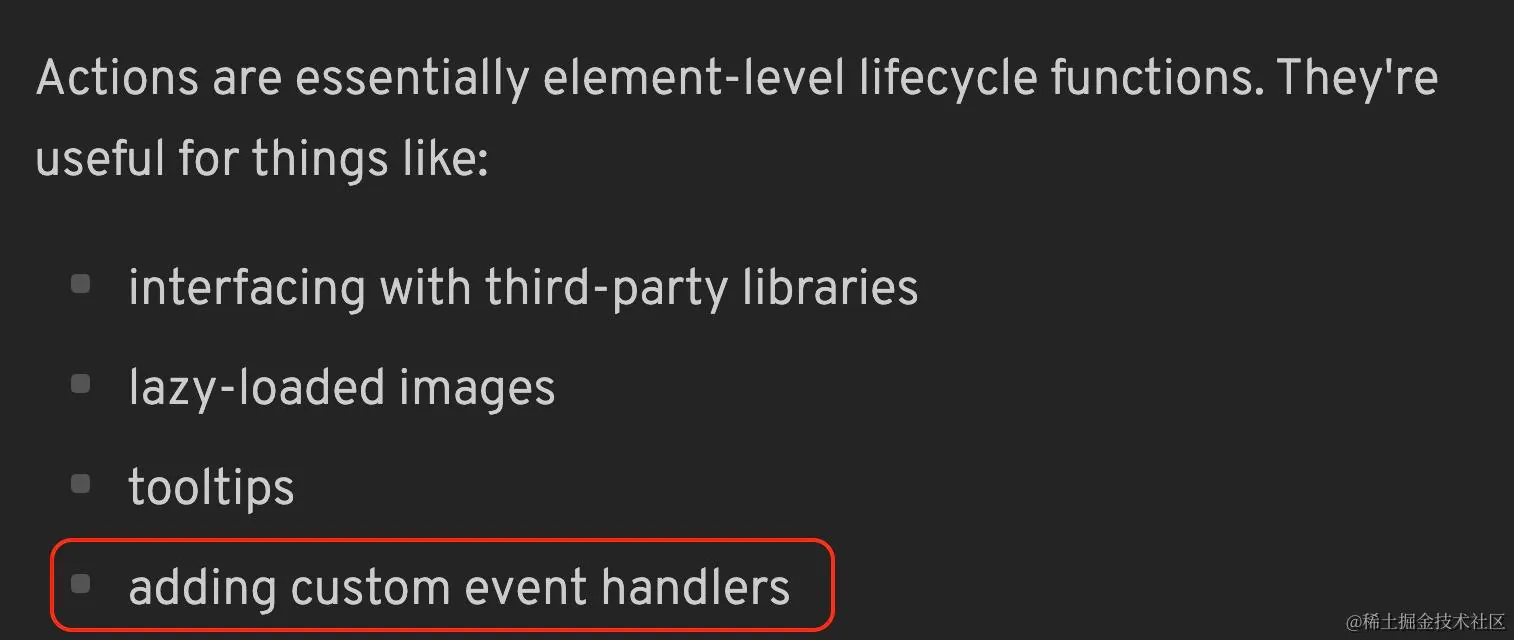 Actions are essentially element-level lifecycle functions. They're
useful for things like:
interfacing with third-party libraries
lazy-loaded images
tooltips
adding custom event handlers
@稀土掘金技术社区